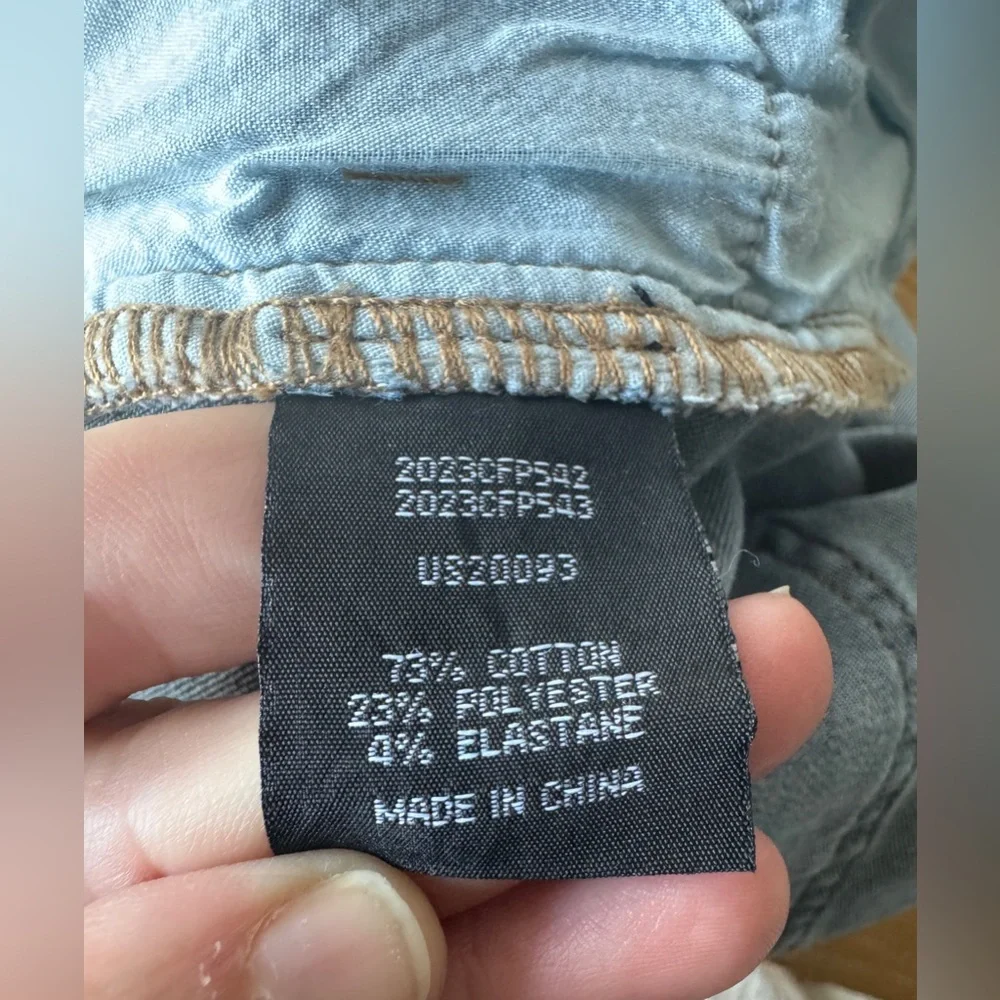 2023CFP542
2023CFP543
US20093
73% COTTON
23% POLYESTER
4% ELASTANE
MADE IN CHINA